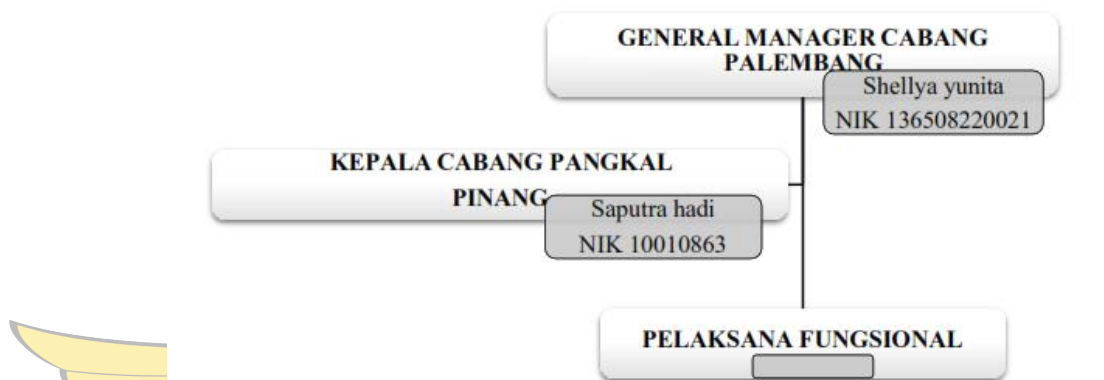 GENERAL MANAGER CABANG
PALEMBANG
Shellya yunita
NIK 136508220021
KEPALA CABANG PANGKAL
PINANG
Saputra hadi
NIK 10010863
PELAKSANA FUNGSIONAL